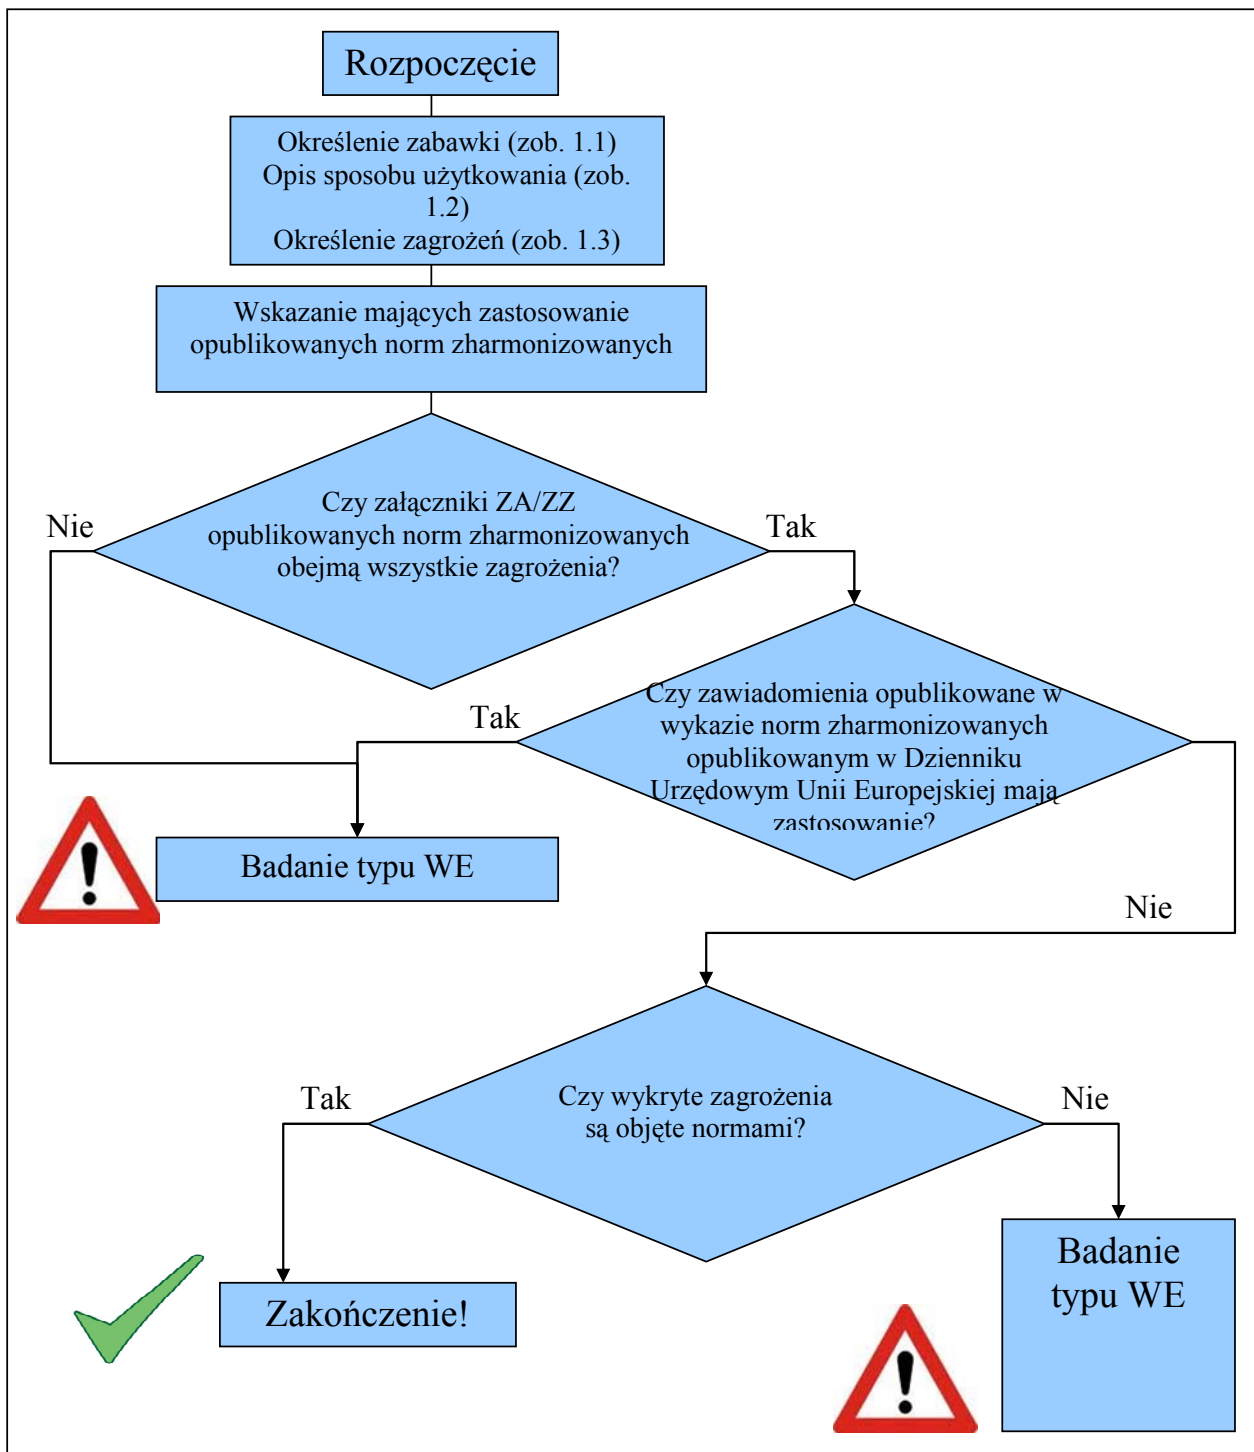 Rozpoczęcie
Określenie zabawki (zob. 1.1)
Opis sposobu użytkowania (zob.
1.2)
Określenie zagrożeń (zob. 1.3)
Wskazanie mających zastosowanie
opublikowanych norm zharmonizowanych
Czy załączniki ZA/ZZ
opublikowanych norm zharmonizowanych
obejmą wszystkie zagrożenia?
Nie
Tak
Czy zawiadomienia opublikowane w
wykazie norm zharmonizowanych
opublikowanym w Dzienniku
Urzędowym Unii Europejskiej mają
zastosowanie?
Tak
Badanie typu WE
Nie
Czy wykryte zagrożenia
są objęte normami?
Tak
Nie
Zakończenie!
Badanie
typu WE